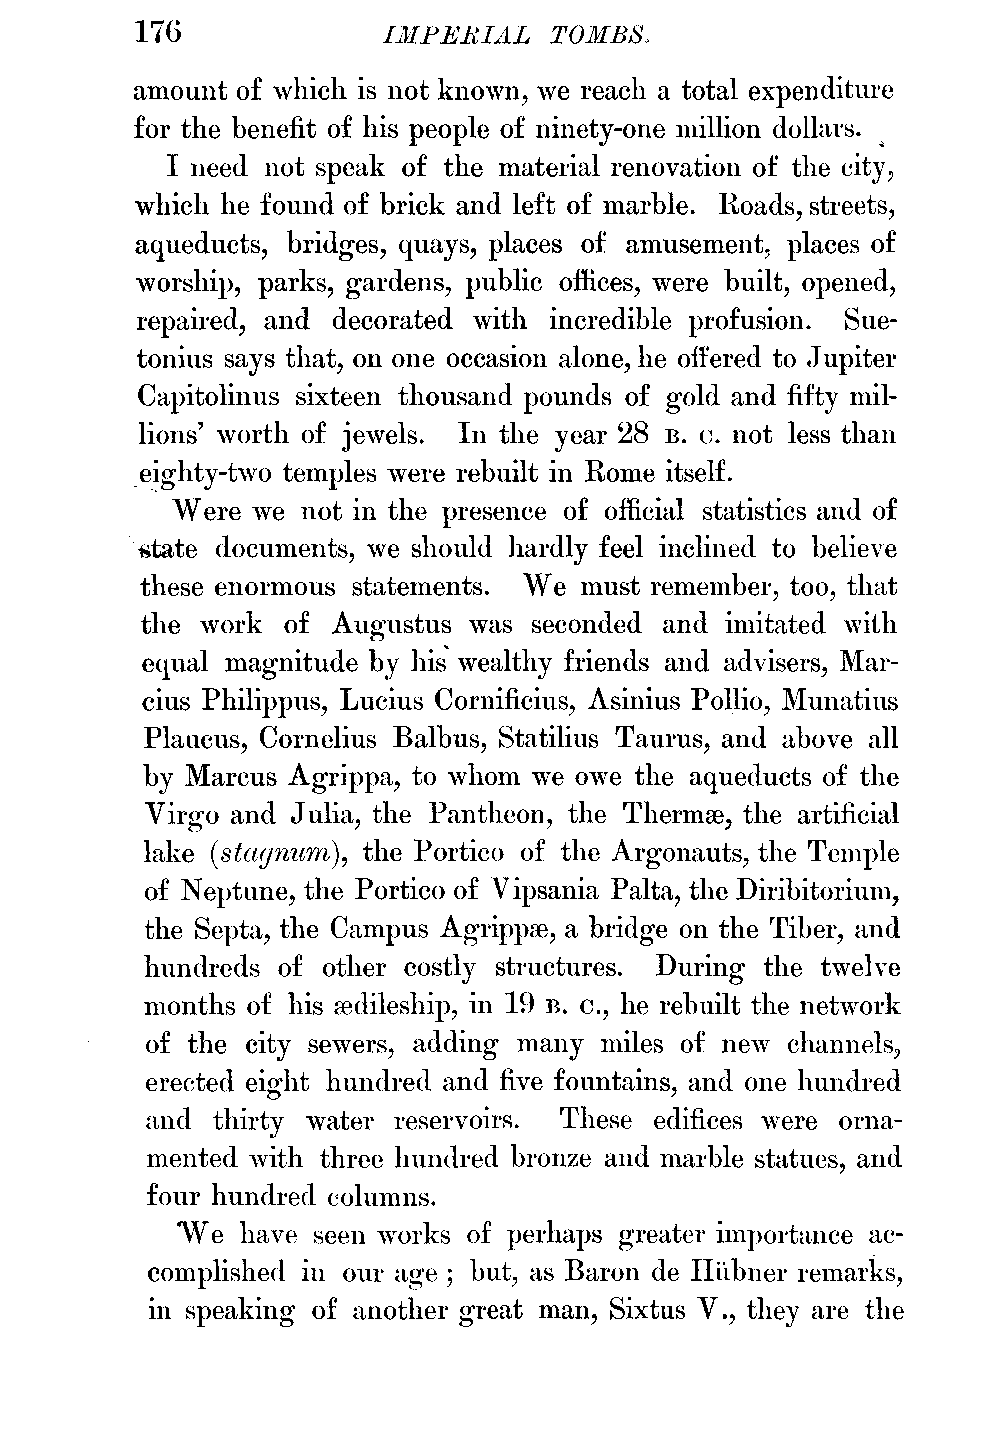 176 IMPERIAL TOMBS.
amount of which is not known, we reach a total expenditure
for the benefit of his people of ninety-one million dollars.
I need not speak of the material renovation of the city,
which he found of brick and left of marble. Roads, streets,
aqueducts, bridges, quays, places of amusement, places of
worship, parks, gardens, public offices, were built, opened,
repaired, and decorated with incredible profusion. Sue-
tonius says that, on one occasion alone, he offered to Jupiter
Capitolinus sixteen thousand pounds of gold and fifty mil-
lions' worth of jewels. In the year 28 B. C. not less than
eighty-two temples were rebuilt in Rome itself.
Were we not in the presence of official statistics and of
state documents, we should hardly feel inclined to believe
these enormous statements. We must remember, too, that
the work of Augustus was seconded and imitated with
equal magnitude by his wealthy friends and advisers, Mar-
cius Philippus, Lucius Cornificius, Asinius Pollio, Munatius
Plancus, Cornelius Balbus, Statilius Taurus, and above all
by Marcus Agrippa, to whom we owe the aqueducts of the
Virgo and Julia, the Pantheon, the Thermæ, the artificial
lake (stagnum), the Portico of the Argonauts, the Temple
of Neptune, the Portico of Vipsania Palta, the Diribitorium,
the Septa, the Campus Agrippæ, a bridge on the Tiber, and
hundreds of other costly structures. During the twelve
months of his ædileship, in 19 B. C., he rebuilt the network
of the city sewers, adding many miles of new channels,
erected eight hundred and five fountains, and one hundred
and thirty water reservoirs. These edifices were orna-
mented with three hundred bronze and marble statues, and
four hundred columns.
We have seen works of perhaps greater importance ac-
complished in our age; but, as Baron de Hübner remarks,
in speaking of another great man, Sixtus V., they are the